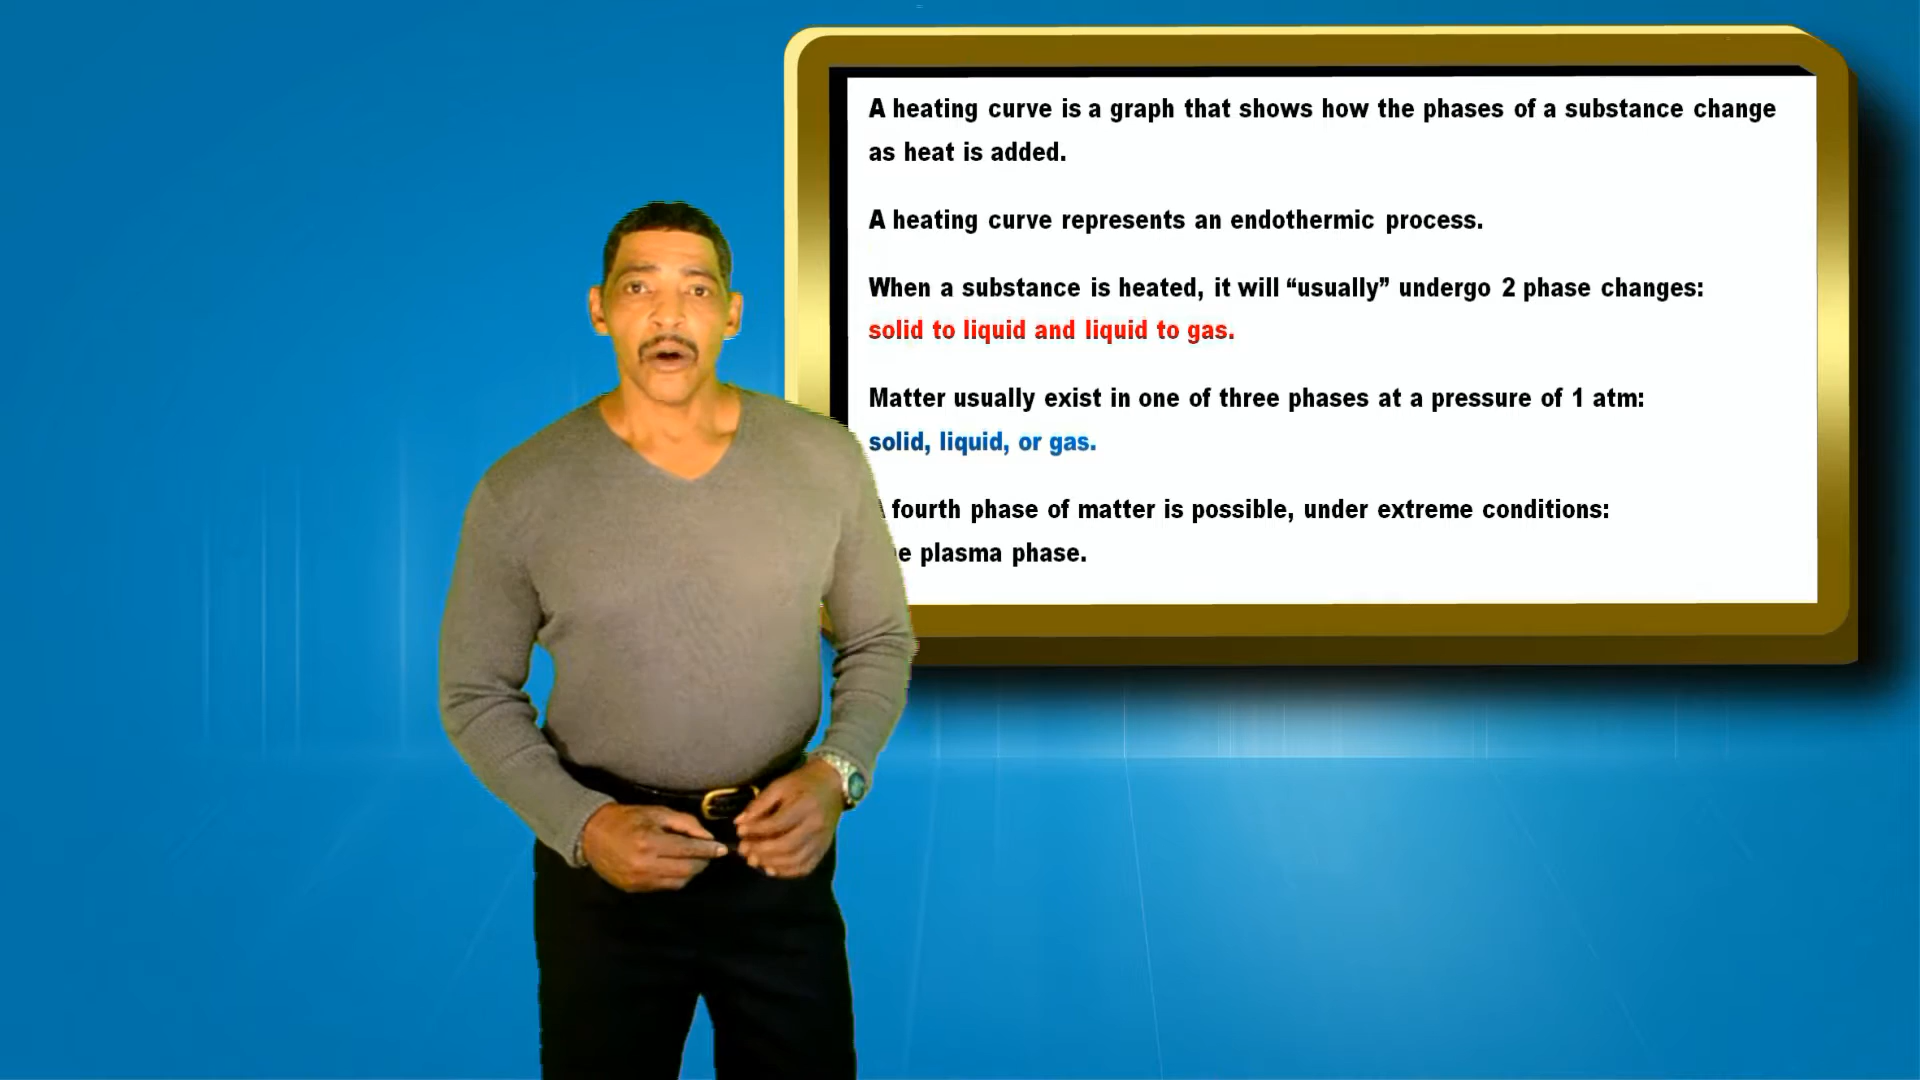 A heating curve is a graph that shows how the phases of a substance change
as heat is added.
A heating curve represents an endothermic process.
When a substance is heated, it will “usually” undergo 2 phase changes:
solid to liquid and liquid to gas.
Matter usually exist in one of three phases at a pressure of 1 atm:
solid, liquid, or gas.
fourth phase of matter is possible, under extreme conditions:
plasma phase.